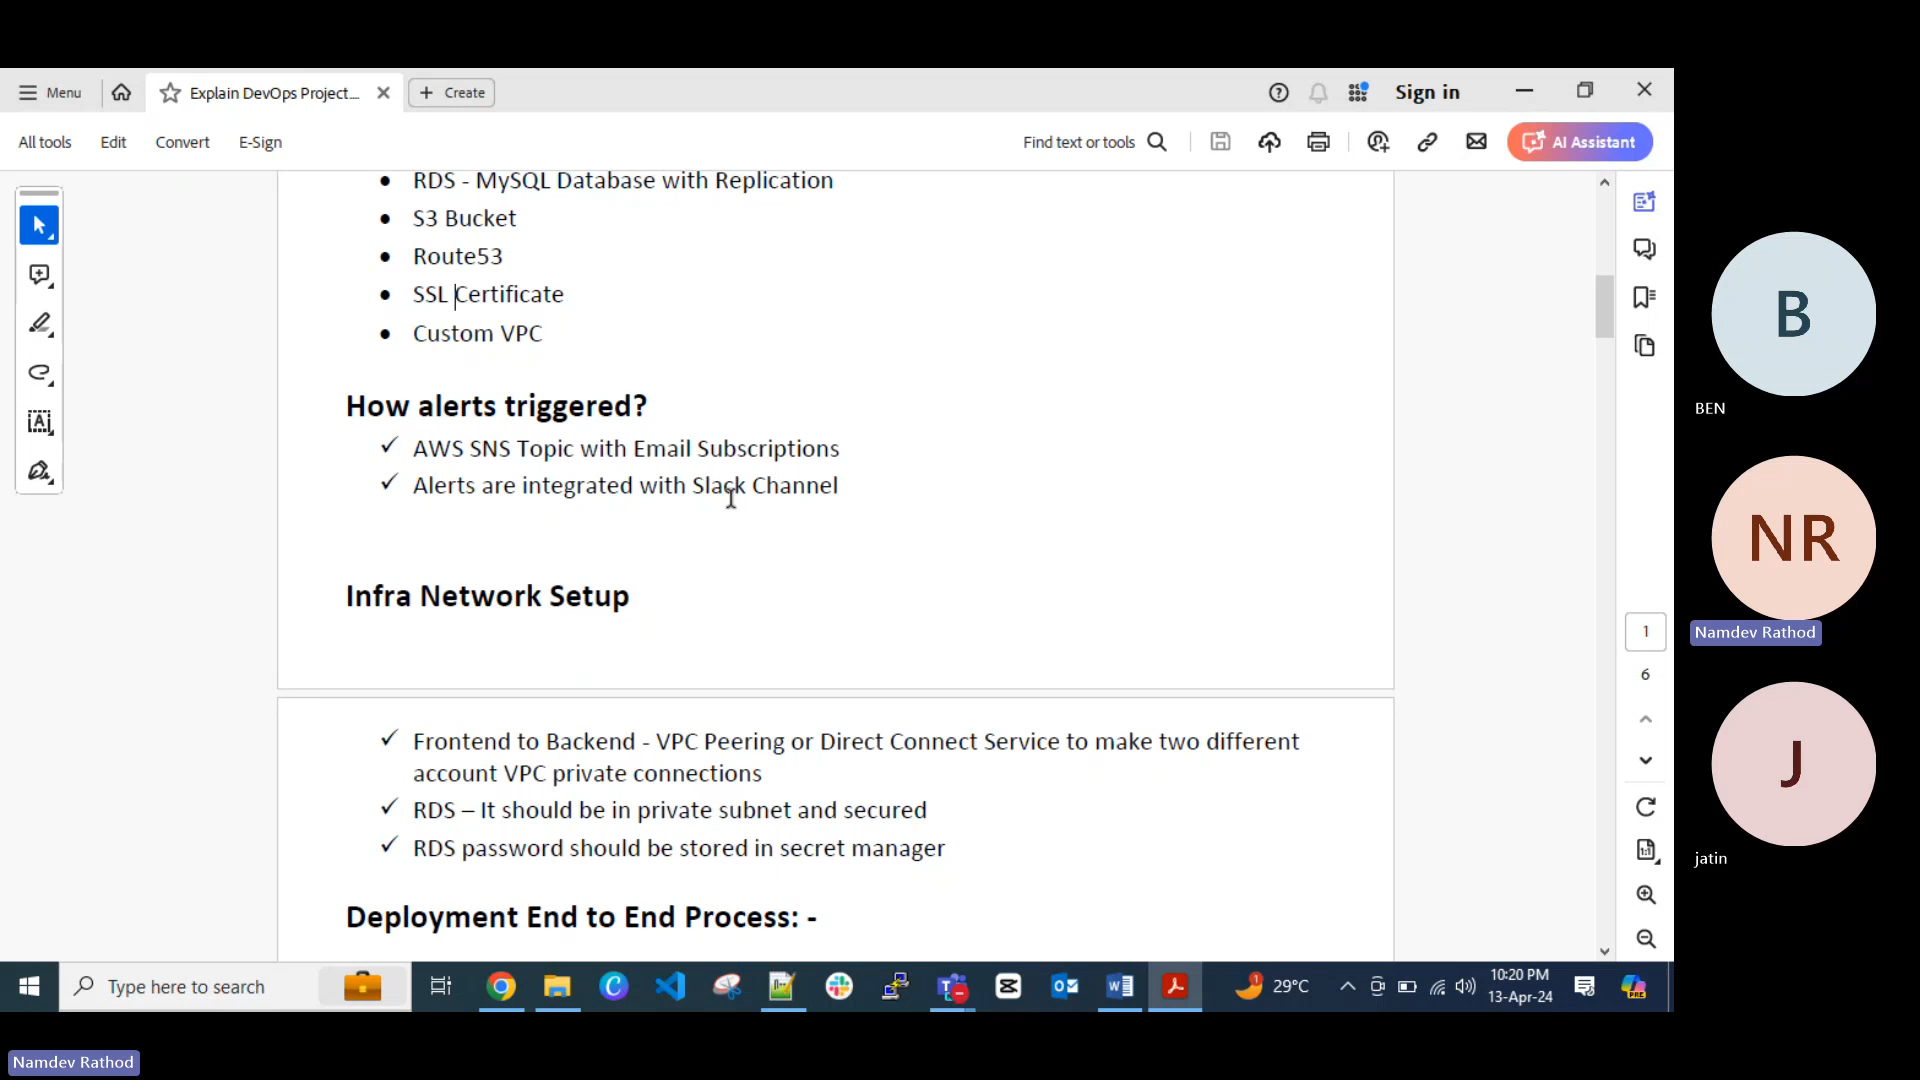 Menu
Explain DevOps Project...
Create
Sign in
All tools
Edit
Convert
E-Sign
Find text or tools
AI Assistant
• RDS - MySQL Database with Replication
• S3 Bucket
• Route53
• SSL Certificate
• Custom VPC
How alerts triggered?
✓ AWS SNS Topic with Email Subscriptions
✓ Alerts are integrated with Slack Channel
Infra Network Setup
✓ Frontend to Backend - VPC Peering or Direct Connect Service to make two different
account VPC private connections
✓ RDS – It should be in private subnet and secured
✓ RDS password should be stored in secret manager
Deployment End to End Process: -
1
6
B
BEN
NR
Namdev Rathod
J
jatin
Type here to search
29°C
10:20 PM
13-Apr-24
Namdev Rathod